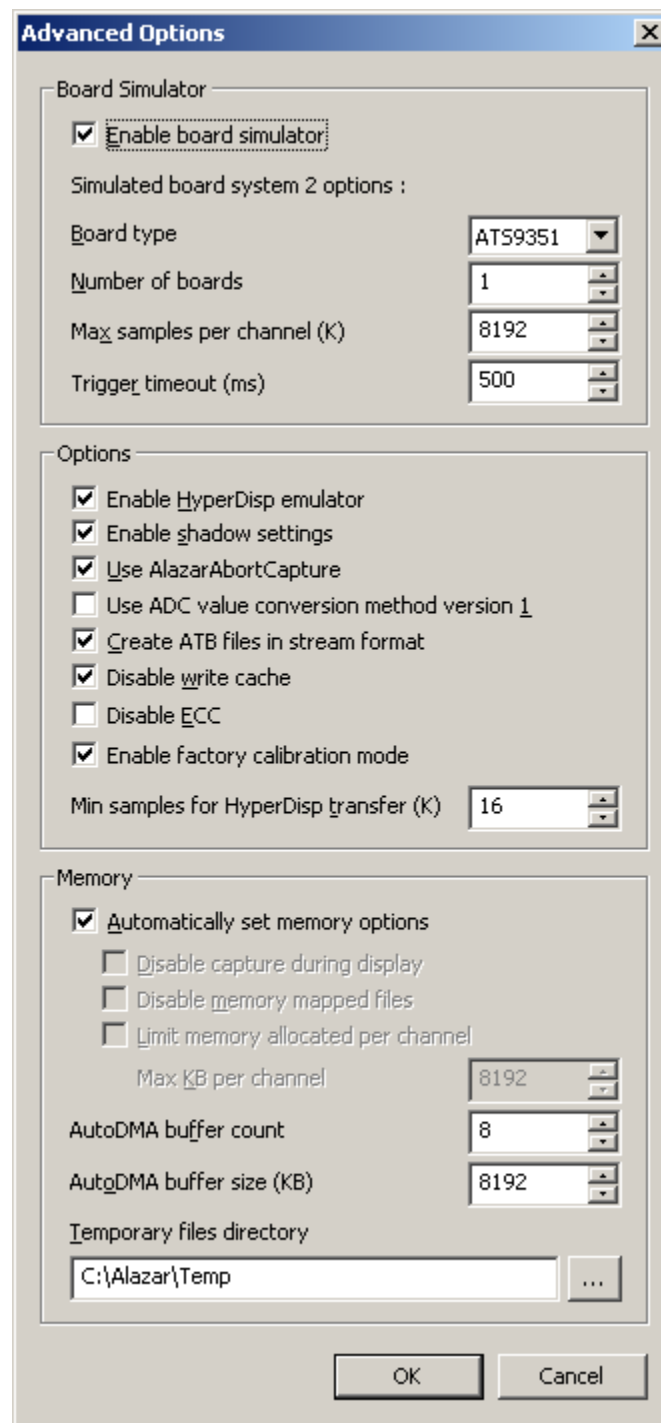 Advanced Options
Board Simulator
Enable board simulator
Simulated board system 2 options :
Board type ATS9351
Number of boards 1
Max samples per channel (K) 8192
Trigger timeout (ms) 500
Options
Enable HyperDisp emulator
Enable shadow settings
Use AlazarAbortCapture
Use ADC value conversion method version 1
Create ATB files in stream format
Disable write cache
Disable ECC
Enable factory calibration mode
Min samples for HyperDisp transfer (K) 16
Memory
Automatically set memory options
Disable capture during display
Disable memory mapped files
Limit memory allocated per channel
Max KB per channel 8192
AutoDMA buffer count 8
AutoDMA buffer size (KB) 8192
Temporary files directory
C:\Alazar\Temp ...
OK Cancel